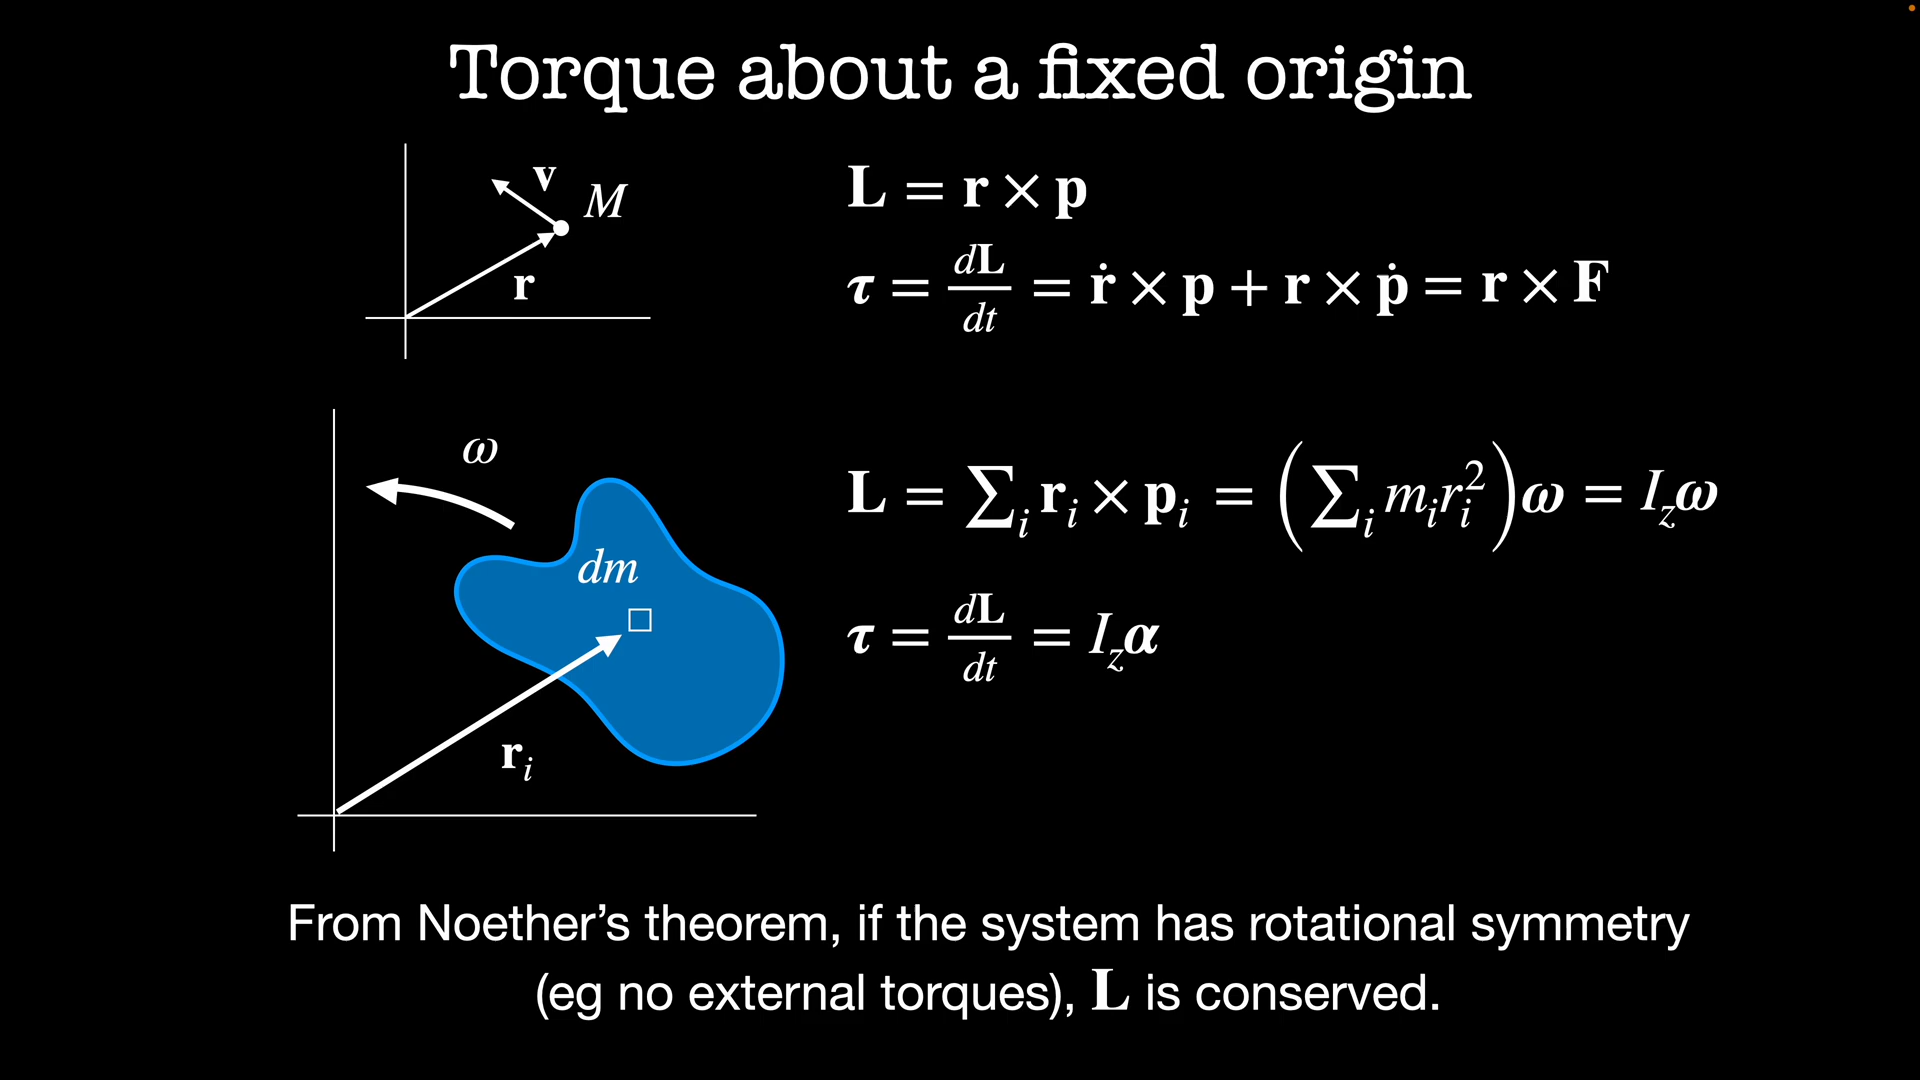 Torque about a fixed origin
v
M
r
L = r × p
τ = dL/dt = ṙ × p + r × ṗ = r × F
ω
dm
r_i
L = ∑_i r_i × p_i = (∑_i m_i r_i^2) ω = I_z ω
τ = dL/dt = I_z α
From Noether’s theorem, if the system has rotational symmetry
(eg no external torques), L is conserved.